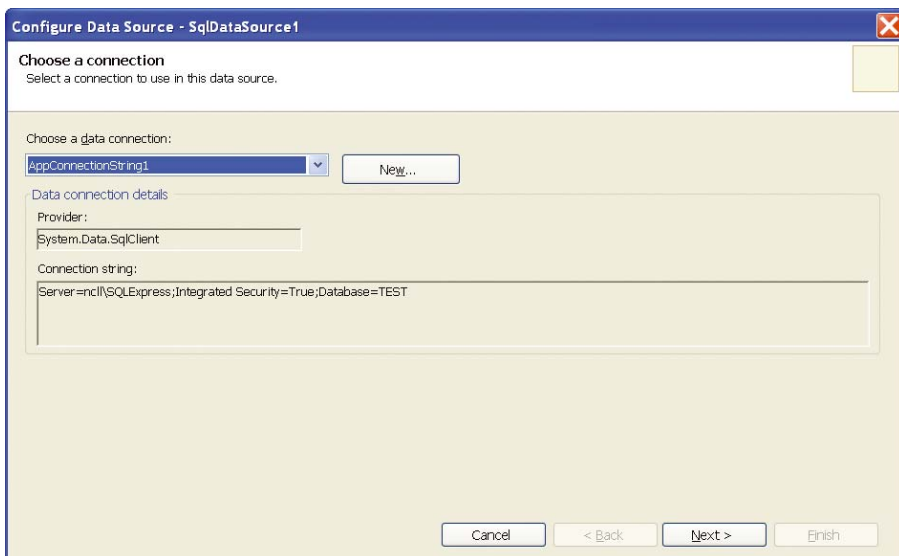 Configure Data Source - SqlDataSource1
Choose a connection
Select a connection to use in this data source.
Choose a data connection:
AppConnectionString1
New...
Data connection details
Provider:
System.Data.SqlClient
Connection string:
Server=ncll\SQLExpress;Integrated Security=True;Database=TEST
Cancel
< Back
Next >
Finish